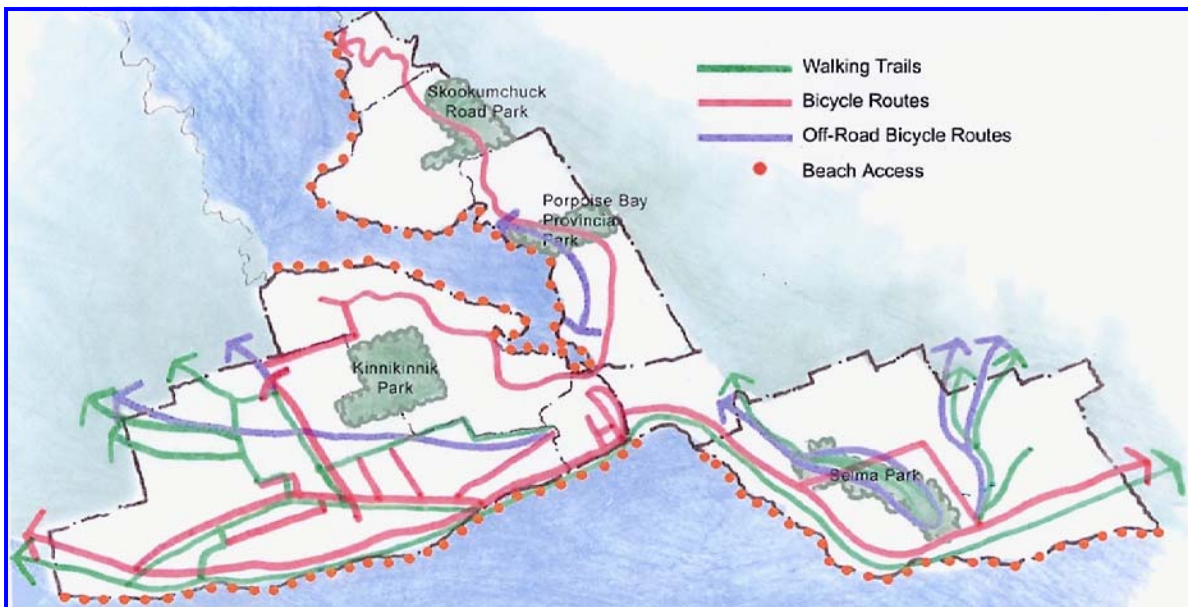 Skookumchuck
Road Park
Walking Trails
Bicycle Routes
Off-Road Bicycle Routes
Beach Access
Porpoise Bay
Provincial
Park
Kinnikinnik
Park
Selma Park